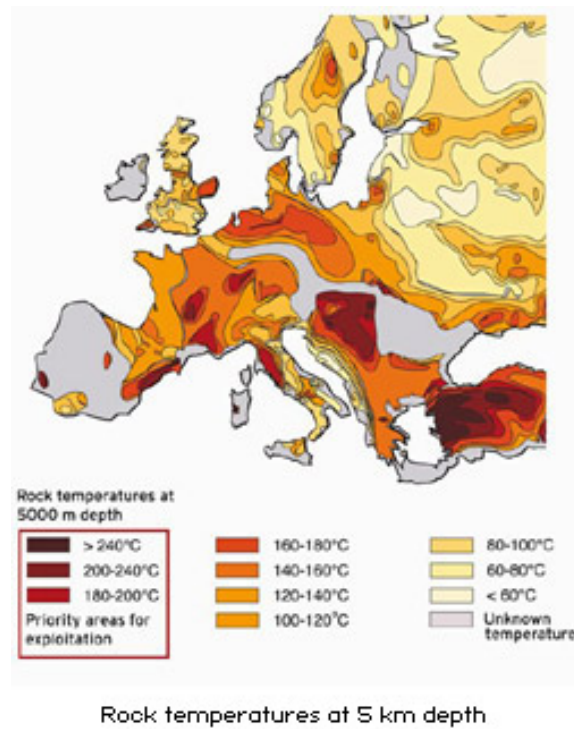 Rock temperatures at
5000 m depth
> 240°C
200-240°C
180-200°C
Priority areas for
exploitation
160-180°C
140-160°C
120-140°C
100-120°C
80-100°C
60-80°C
< 60°C
Unknown
temperature
Rock temperatures at 5 km depth